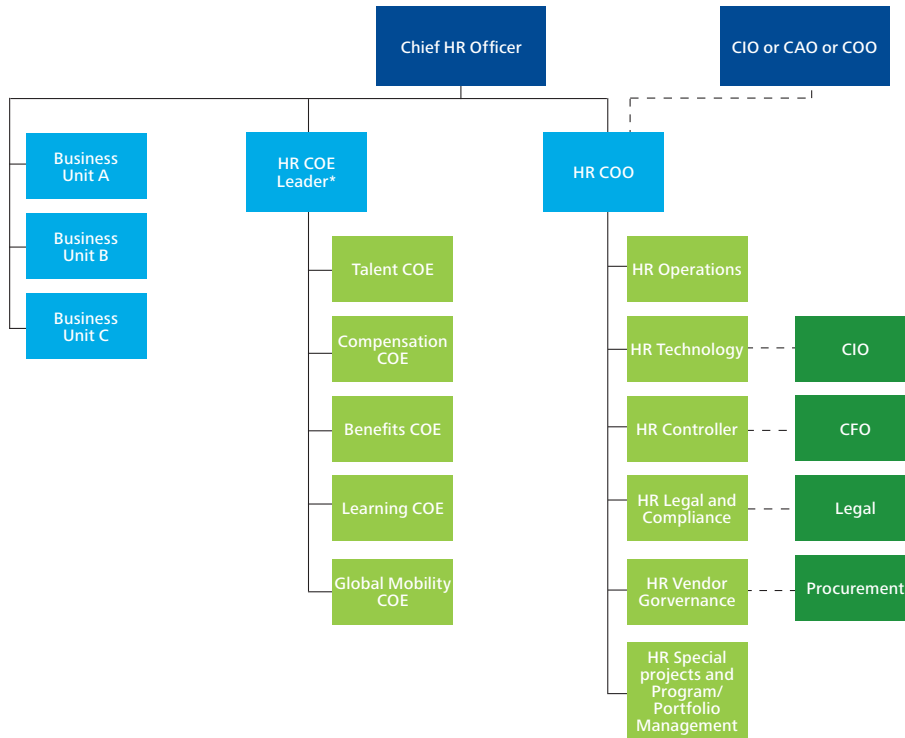 Chief HR Officer
CIO or CAO or COO
Business
Unit A
HR COE
Leader*
HR COO
Business
Unit B
Business
Unit C
Talent COE
Compensation
COE
Benefits COE
Learning COE
Global Mobility
COE
HR Operations
HR Technology
CIO
HR Controller
CFO
HR Legal and
Compliance
Legal
HR Vendor
Gorvernance
Procurement
HR Special
projects and
Program/
Portfolio
Management